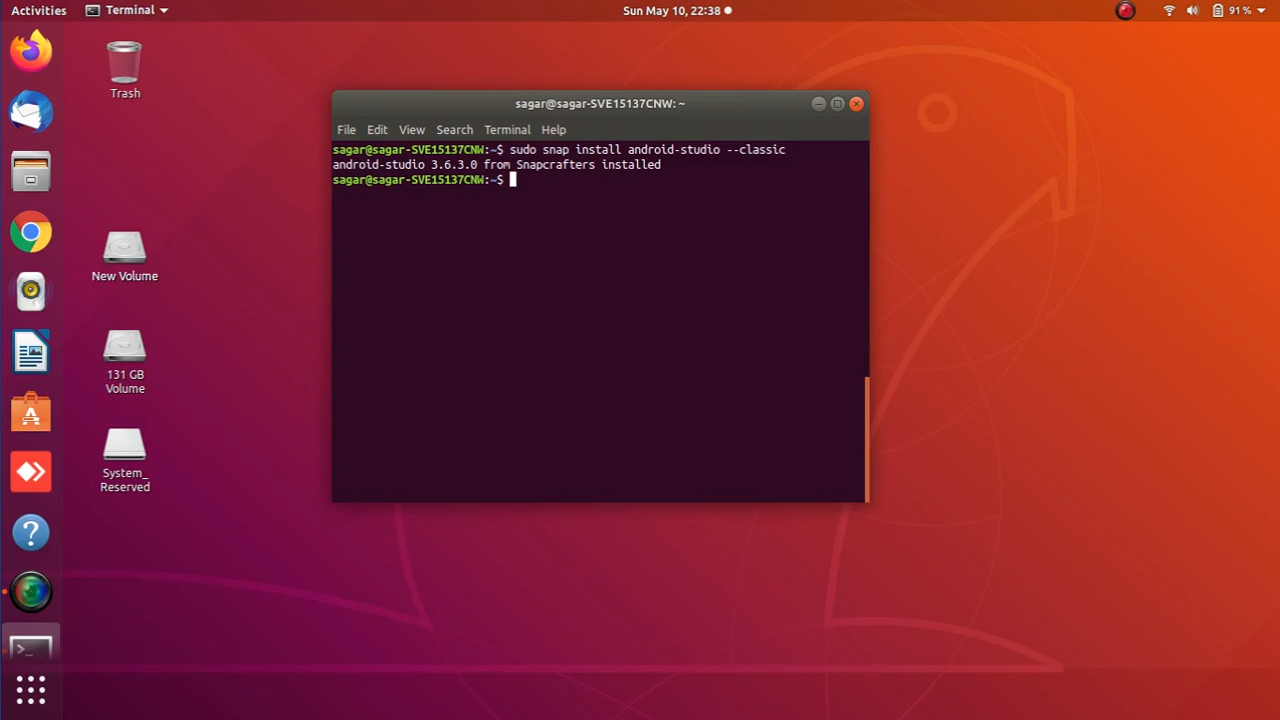 Activities
Terminal
Sun May 10, 22:38
91 %
Trash
New Volume
131 GB
Volume
System_
Reserved
sagar@sagar-SVE15137CNW: ~
File Edit View Search Terminal Help
sagar@sagar-SVE15137CNW:~$ sudo snap install android-studio --classic
android-studio 3.6.3.0 from Snapcrafters installed
sagar@sagar-SVE15137CNW:~$